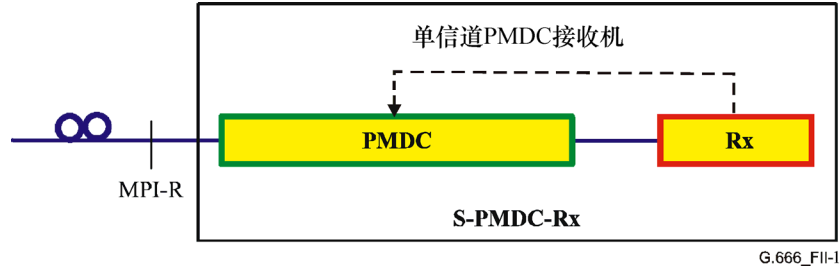 单信道PMDC接收机
PMDC
Rx
MPI-R
S-PMDC-Rx
G.666_FII-1